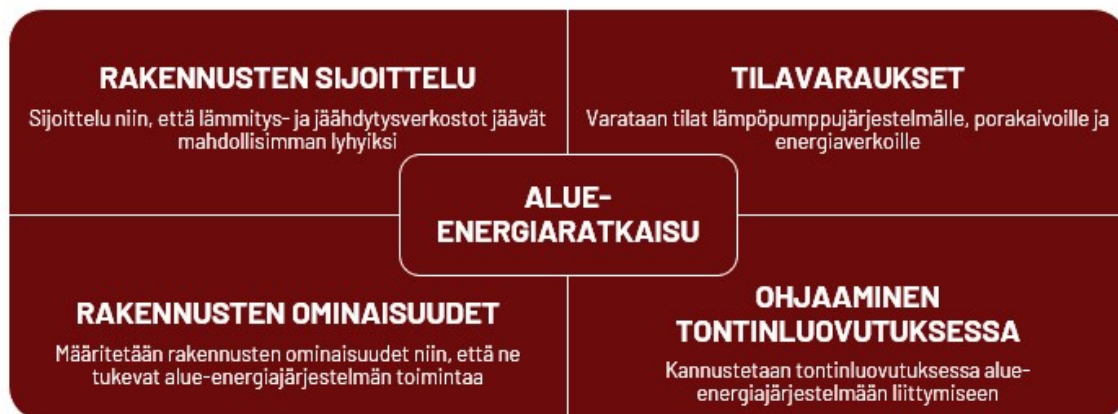 RAKENNUSTEN SIJOITTELU
Sijoittelu niin, että lämmitys- ja jäähdytysverkostot jäävät
mahdollisimman lyhyiksi
TILAVARAUKSET
Varataan tilat lämpöpumppujärjestelmälle, porakaivoille ja
energiaverkoille
ALUE-
ENERGIARATKAISU
RAKENNUSTEN OMINAISUUDET
Määritetään rakennusten ominaisuudet niin, että ne
tukevat alue-energiajärjestelmän toimintaa
OHJAAMINEN
TONTINLUOVUTUKSESSA
Kannustetaan tontinluovutuksessa alue-
energiajärjestelmään liittymiseen